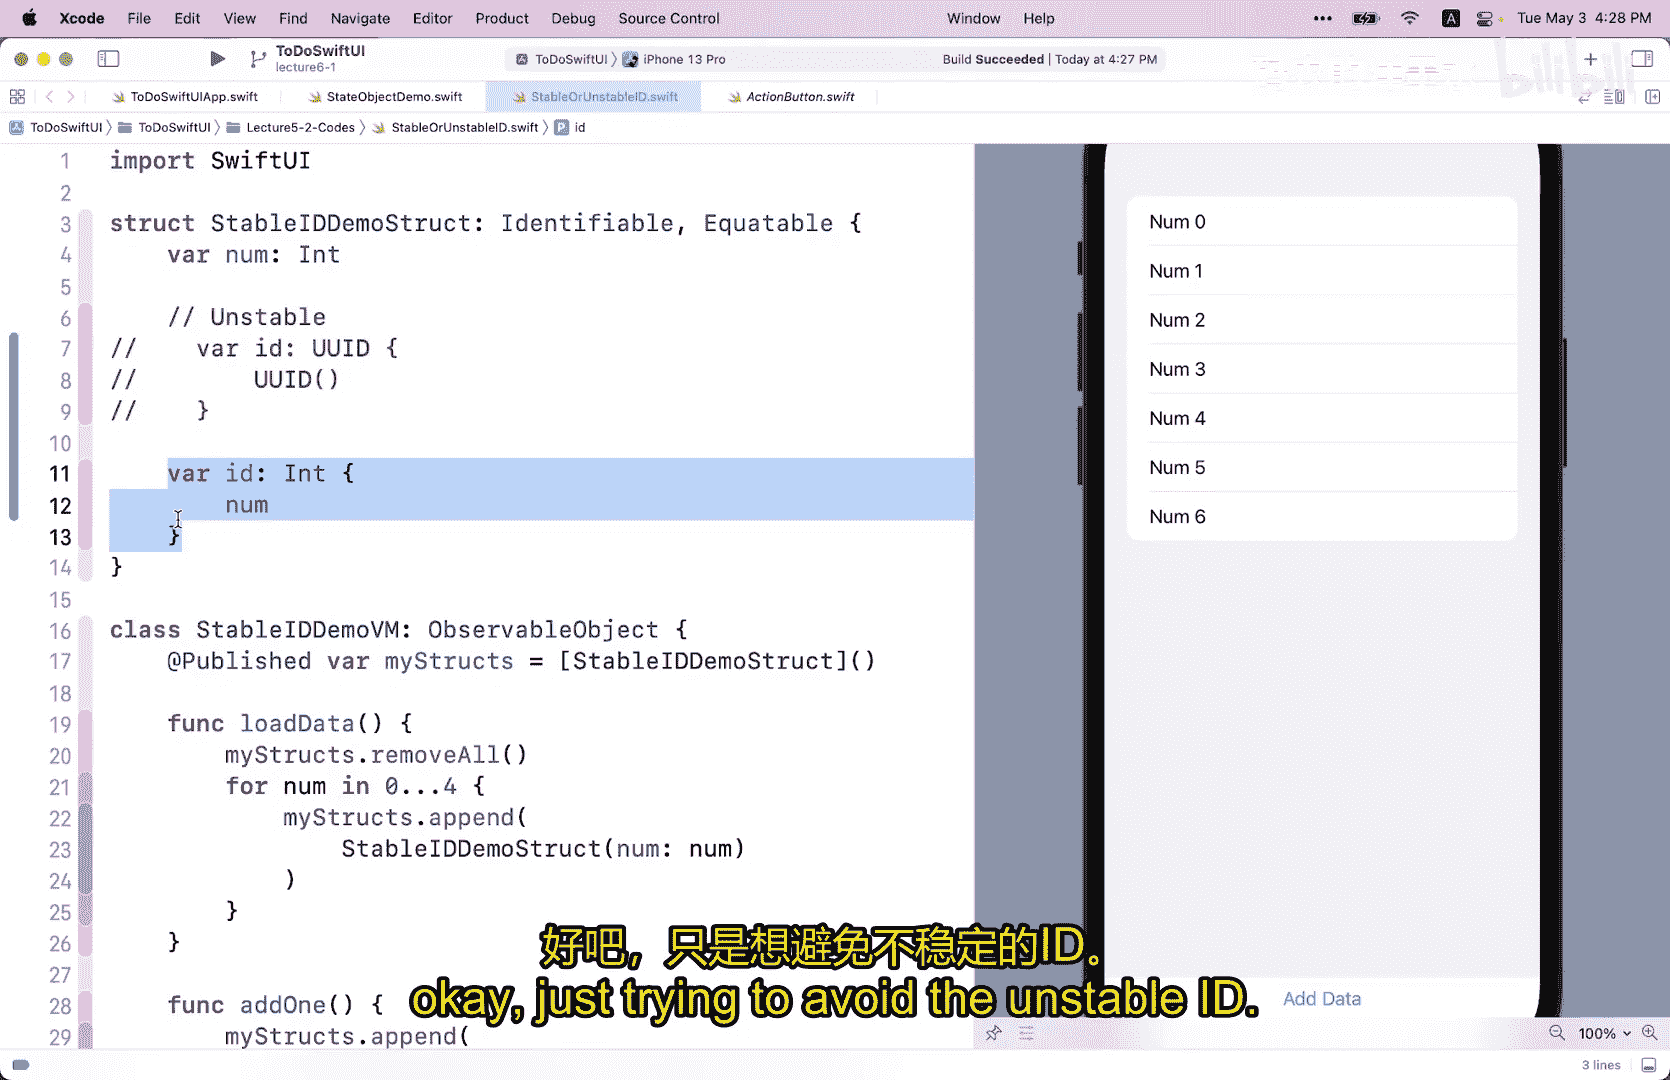 Xcode File Edit View Find Navigate Editor Product Debug Source Control Window Help A Tue May 3 4:28 PM
ToDoSwiftUI
lecture6-1
ToDoSwiftUI iPhone 13 Pro
Build Succeeded | Today at 4:27 PM
ToDoSwiftUIApp.swift StateObjectDemo.swift StableOrUnstableID.swift ActionButton.swift
ToDoSwiftUI ToDoSwiftUI Lecture5-2-Codes StableOrUnstableID.swift P id
1 import SwiftUI
2
3 struct StableIDDemoStruct: Identifiable, Equatable {
4 var num: Int
5
6 // Unstable
7 // var id: UUID {
8 // UUID()
9 // }
10
11 var id: Int {
12 num
13 }
14 }
15
16 class StableIDDemoVM: ObservableObject {
17 @Published var myStructs = [StableIDDemoStruct]()
18
19 func loadData() {
20 myStructs.removeAll()
21 for num in 0...4 {
22 myStructs.append(
23 StableIDDemoStruct(num: num)
24 )
25 }
26 }
27
28 func addOne() {
29 myStructs.append(
Num 0
Num 1
Num 2
Num 3
Num 4
Num 5
Num 6
Add Data
好吧，只是想避免不稳定的ID。
okay, just trying to avoid the unstable ID.
100%
3 lines
bilibili